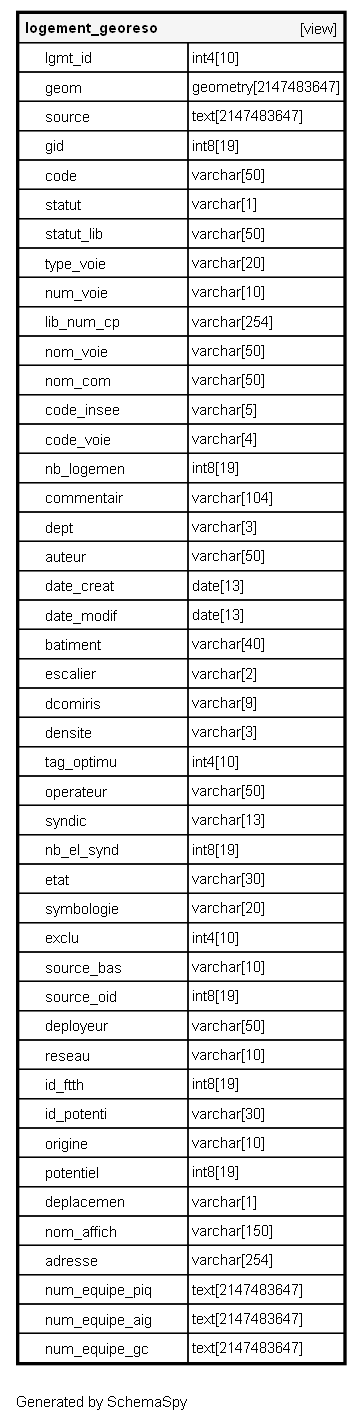 logement_georeso [view]
lgmt_id int4[10]
geom geometry[2147483647]
source text[2147483647]
gid int8[19]
code varchar[50]
statut varchar[1]
statut_lib varchar[50]
type_voie varchar[20]
num_voie varchar[10]
lib_num_cp varchar[254]
nom_voie varchar[50]
nom_com varchar[50]
code_insee varchar[5]
code_voie varchar[4]
nb_logemen int8[19]
commentair varchar[104]
dept varchar[3]
auteur varchar[50]
date_creat date[13]
date_modif date[13]
batiment varchar[40]
escalier varchar[2]
dcomiris varchar[9]
densite varchar[3]
tag_optimu int4[10]
operateur varchar[50]
syndic varchar[13]
nb_el_synd int8[19]
etat varchar[30]
symbologie varchar[20]
exclu int4[10]
source_bas varchar[10]
source_oid int8[19]
deployeur varchar[50]
reseau varchar[10]
id_ftth int8[19]
id_potenti varchar[30]
origine varchar[10]
potentiel int8[19]
deplacemen varchar[1]
nom_affich varchar[150]
adresse varchar[254]
num_equipe_piq text[2147483647]
num_equipe_aig text[2147483647]
num_equipe_gc text[2147483647]
Generated by SchemaSpy